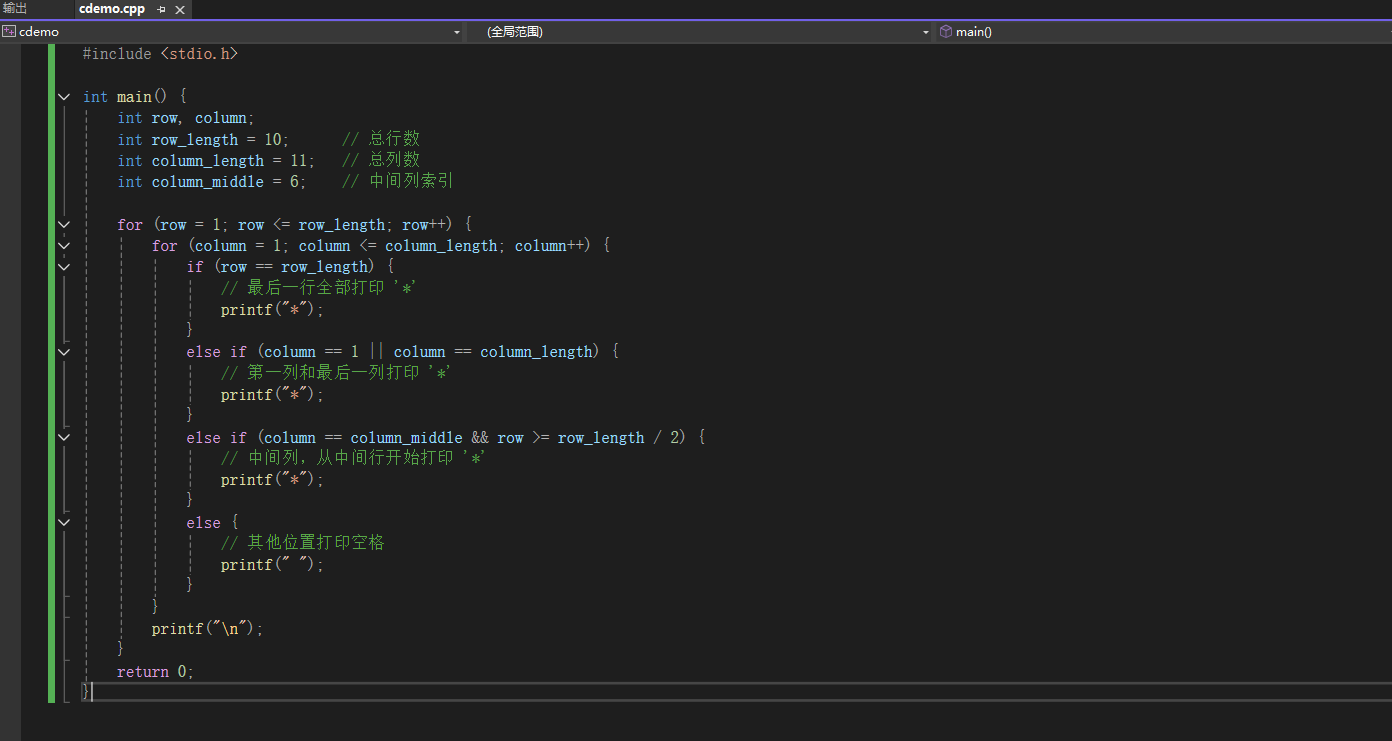 输出 cdemo.cpp
cdemo (全局范围) main()
#include <stdio.h>
int main() {
int row, column;
int row_length = 10; // 总行数
int column_length = 11; // 总列数
int column_middle = 6; // 中间列索引
for (row = 1; row <= row_length; row++) {
for (column = 1; column <= column_length; column++) {
if (row == row_length) {
// 最后一行全部打印 '*'
printf("*");
}
else if (column == 1 || column == column_length) {
// 第一列和最后一列打印 '*'
printf("*");
}
else if (column == column_middle && row >= row_length / 2) {
// 中间列，从中间行开始打印 '*'
printf("*");
}
else {
// 其他位置打印空格
printf(" ");
}
}
printf("\n");
}
return 0;
}